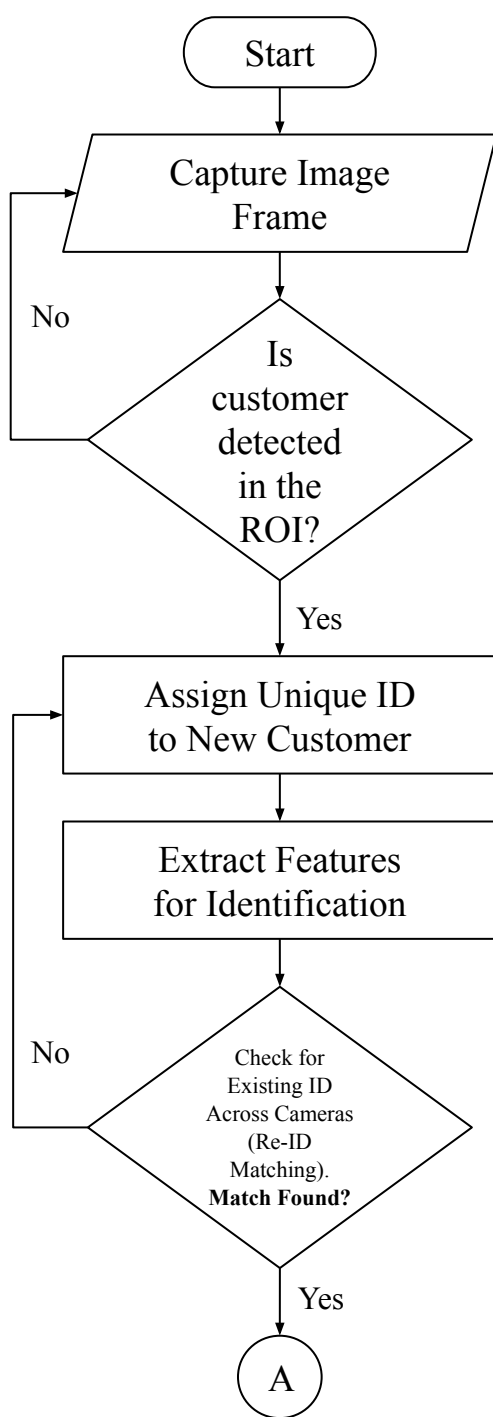 Start
Capture Image
Frame
No
Is
customer
detected
in the
ROI?
Yes
Assign Unique ID
to New Customer
Extract Features
for Identification
No
Check for
Existing ID
Across Cameras
(Re-ID
Matching).
Match Found?
Yes
A